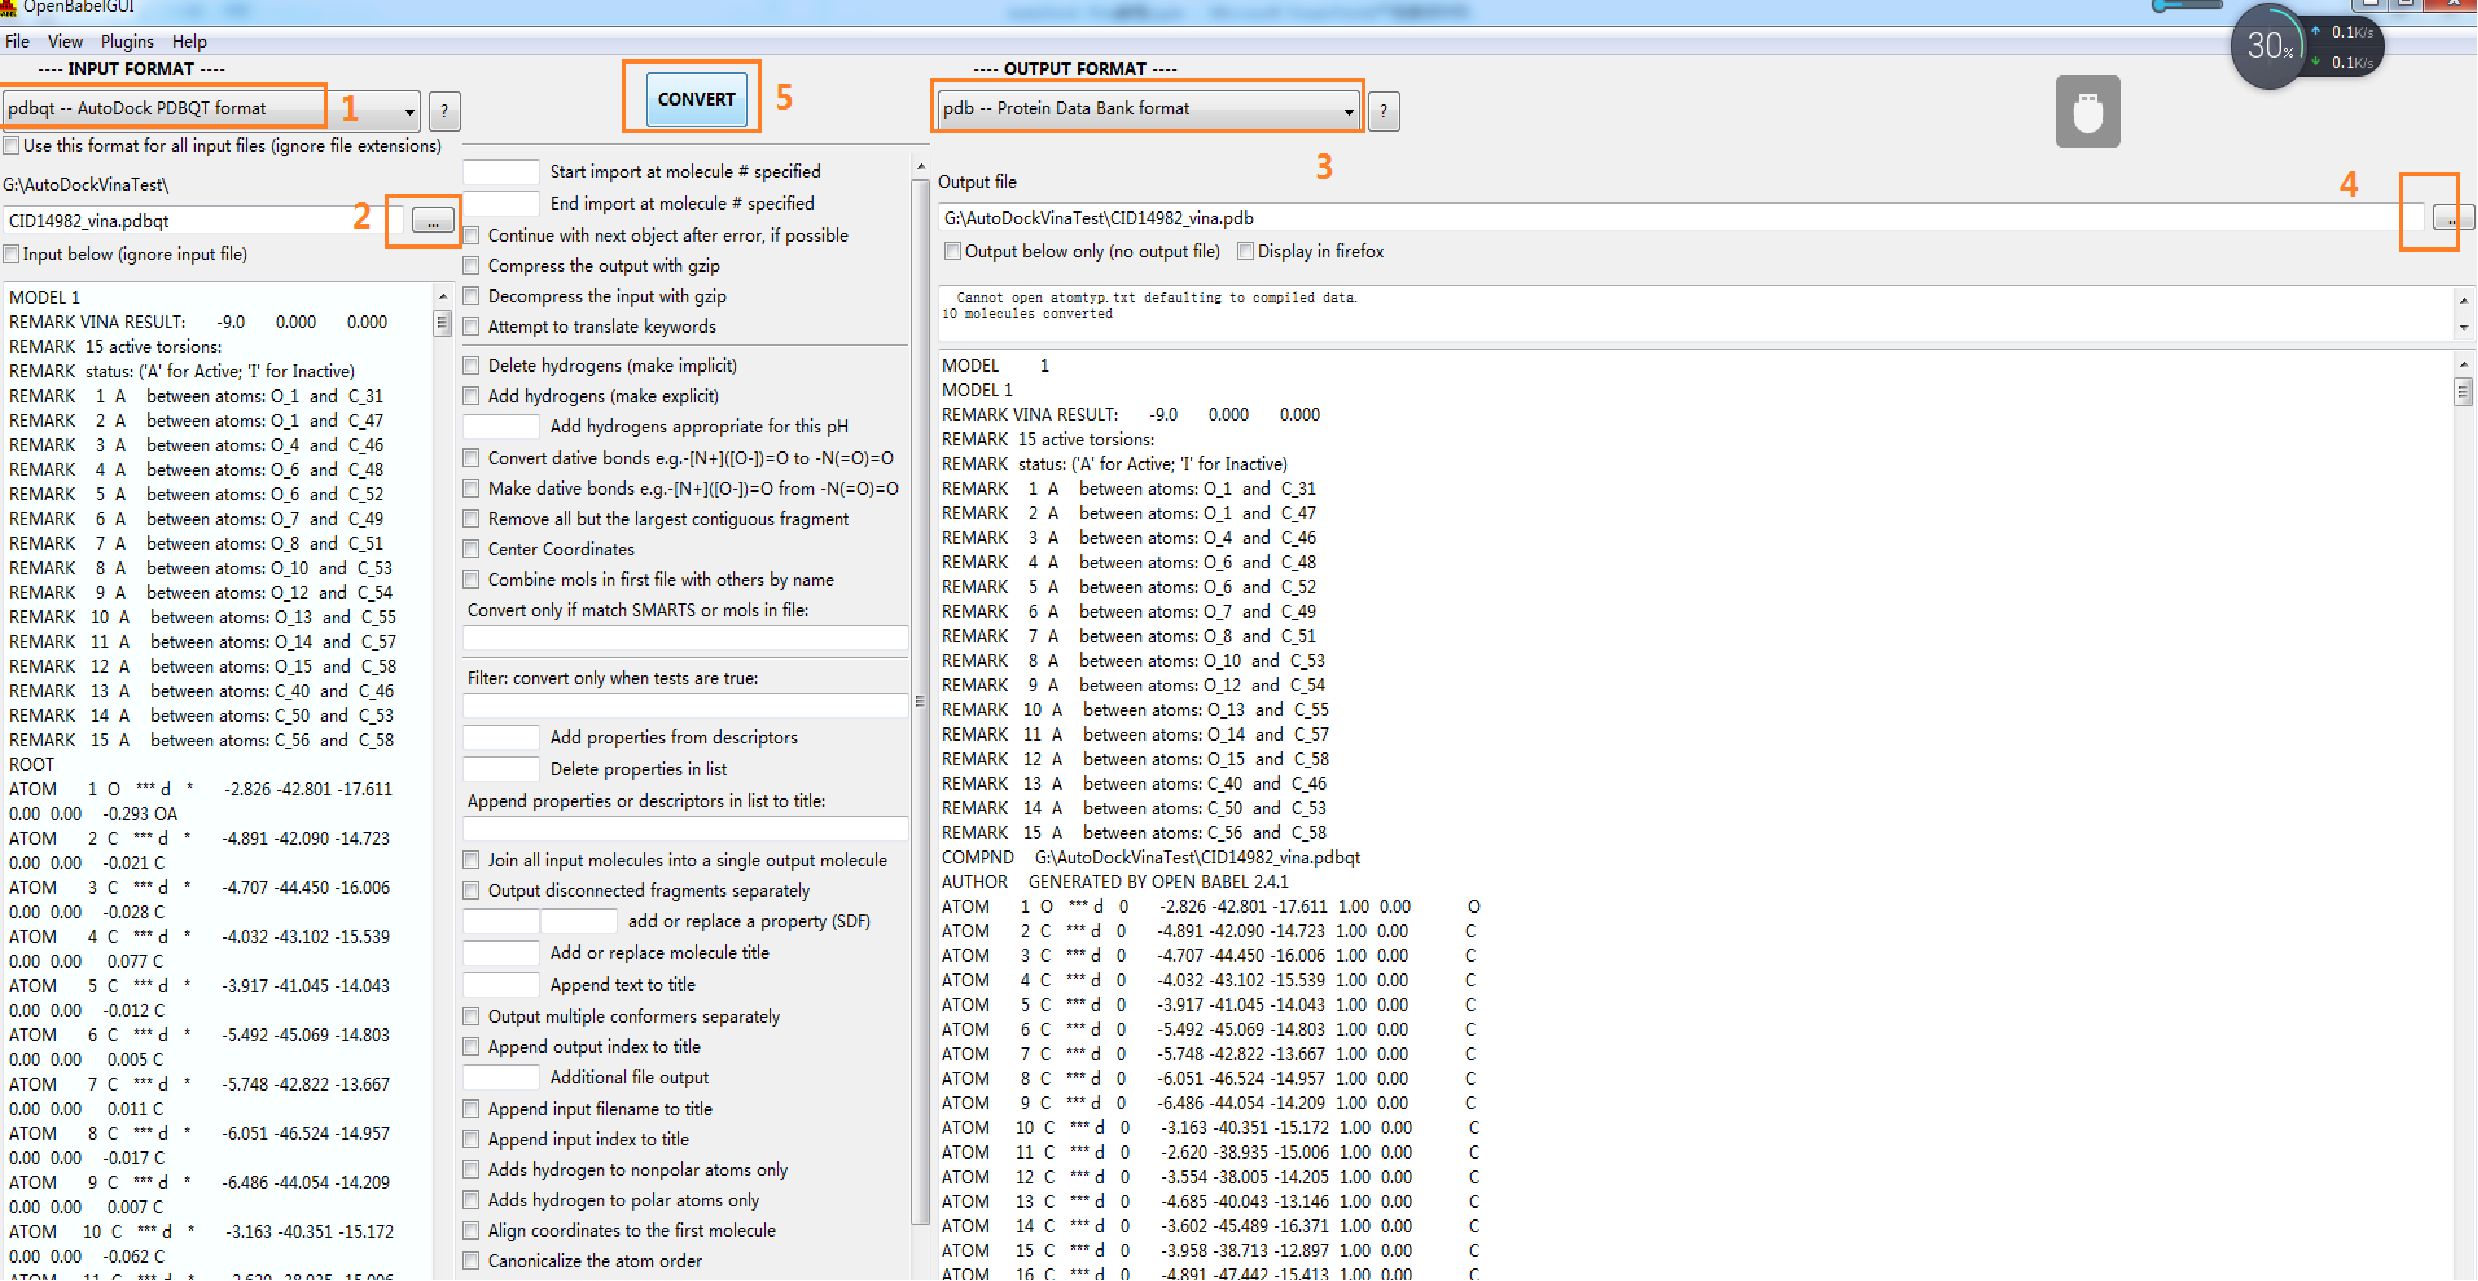 OpenBabelGUI
File View Plugins Help
---- INPUT FORMAT ----
pdbqt -- AutoDock PDBQT format
1
?
Use this format for all input files (ignore file extensions)
G:\AutoDockVinaTest\
CID14982_vina.pdbqt
2
...
Input below (ignore input file)
MODEL 1
REMARK VINA RESULT: -9.0 0.000 0.000
REMARK 15 active torsions:
REMARK status: ('A' for Active; 'I' for Inactive)
REMARK 1 A between atoms: O_1 and C_31
REMARK 2 A between atoms: O_1 and C_47
REMARK 3 A between atoms: O_4 and C_46
REMARK 4 A between atoms: O_6 and C_48
REMARK 5 A between atoms: O_6 and C_52
REMARK 6 A between atoms: O_7 and C_49
REMARK 7 A between atoms: O_8 and C_51
REMARK 8 A between atoms: O_10 and C_53
REMARK 9 A between atoms: O_12 and C_54
REMARK 10 A between atoms: O_13 and C_55
REMARK 11 A between atoms: O_14 and C_57
REMARK 12 A between atoms: O_15 and C_58
REMARK 13 A between atoms: C_40 and C_46
REMARK 14 A between atoms: C_50 and C_53
REMARK 15 A between atoms: C_56 and C_58
ROOT
ATOM 1 O *** d * -2.826 -42.801 -17.611
0.00 0.00 -0.293 OA
ATOM 2 C *** d * -4.891 -42.090 -14.723
0.00 0.00 -0.021 C
ATOM 3 C *** d * -4.707 -44.450 -16.006
0.00 0.00 -0.028 C
ATOM 4 C *** d * -4.032 -43.102 -15.539
0.00 0.00 0.077 C
ATOM 5 C *** d * -3.917 -41.045 -14.043
0.00 0.00 -0.012 C
ATOM 6 C *** d * -5.492 -45.069 -14.803
0.00 0.00 0.005 C
ATOM 7 C *** d * -5.748 -42.822 -13.667
0.00 0.00 0.011 C
ATOM 8 C *** d * -6.051 -46.524 -14.957
0.00 0.00 -0.017 C
ATOM 9 C *** d * -6.486 -44.054 -14.209
0.00 0.00 0.007 C
ATOM 10 C *** d * -3.163 -40.351 -15.172
0.00 0.00 -0.062 C
ATOM 11 C *** d * -2.620 -38.935 -15.006
CONVERT
5
Start import at molecule # specified
End import at molecule # specified
Continue with next object after error, if possible
Compress the output with gzip
Decompress the input with gzip
Attempt to translate keywords
Delete hydrogens (make implicit)
Add hydrogens (make explicit)
Add hydrogens appropriate for this pH
Convert dative bonds e.g.-[N+]([O-])=O to -N(=O)=O
Make dative bonds e.g.-[N+]([O-])=O from -N(=O)=O
Remove all but the largest contiguous fragment
Center Coordinates
Combine mols in first file with others by name
Convert only if match SMARTS or mols in file:
Filter: convert only when tests are true:
Add properties from descriptors
Delete properties in list
Append properties or descriptors in list to title:
Join all input molecules into a single output molecule
Output disconnected fragments separately
add or replace a property (SDF)
Add or replace molecule title
Append text to title
Output multiple conformers separately
Append output index to title
Additional file output
Append input filename to title
Append input index to title
Adds hydrogen to nonpolar atoms only
Adds hydrogen to polar atoms only
Align coordinates to the first molecule
Canonicalize the atom order
---- OUTPUT FORMAT ----
pdb -- Protein Data Bank format
?
3
30%
0.1K/s
0.1K/s
Output file
4
G:\AutoDockVinaTest\CID14982_vina.pdb
...
Output below only (no output file) Display in firefox
Cannot open atomtyp.txt defaulting to compiled data.
10 molecules converted
MODEL 1
MODEL 1
REMARK VINA RESULT: -9.0 0.000 0.000
REMARK 15 active torsions:
REMARK status: ('A' for Active; 'I' for Inactive)
REMARK 1 A between atoms: O_1 and C_31
REMARK 2 A between atoms: O_1 and C_47
REMARK 3 A between atoms: O_4 and C_46
REMARK 4 A between atoms: O_6 and C_48
REMARK 5 A between atoms: O_6 and C_52
REMARK 6 A between atoms: O_7 and C_49
REMARK 7 A between atoms: O_8 and C_51
REMARK 8 A between atoms: O_10 and C_53
REMARK 9 A between atoms: O_12 and C_54
REMARK 10 A between atoms: O_13 and C_55
REMARK 11 A between atoms: O_14 and C_57
REMARK 12 A between atoms: O_15 and C_58
REMARK 13 A between atoms: C_40 and C_46
REMARK 14 A between atoms: C_50 and C_53
REMARK 15 A between atoms: C_56 and C_58
COMPND G:\AutoDockVinaTest\CID14982_vina.pdbqt
AUTHOR GENERATED BY OPEN BABEL 2.4.1
ATOM 1 O *** d 0 -2.826 -42.801 -17.611 1.00 0.00 O
ATOM 2 C *** d 0 -4.891 -42.090 -14.723 1.00 0.00 C
ATOM 3 C *** d 0 -4.707 -44.450 -16.006 1.00 0.00 C
ATOM 4 C *** d 0 -4.032 -43.102 -15.539 1.00 0.00 C
ATOM 5 C *** d 0 -3.917 -41.045 -14.043 1.00 0.00 C
ATOM 6 C *** d 0 -5.492 -45.069 -14.803 1.00 0.00 C
ATOM 7 C *** d 0 -5.748 -42.822 -13.667 1.00 0.00 C
ATOM 8 C *** d 0 -6.051 -46.524 -14.957 1.00 0.00 C
ATOM 9 C *** d 0 -6.486 -44.054 -14.209 1.00 0.00 C
ATOM 10 C *** d 0 -3.163 -40.351 -15.172 1.00 0.00 C
ATOM 11 C *** d 0 -2.620 -38.935 -15.006 1.00 0.00 C
ATOM 12 C *** d 0 -3.554 -38.005 -14.205 1.00 0.00 C
ATOM 13 C *** d 0 -4.685 -40.043 -13.146 1.00 0.00 C
ATOM 14 C *** d 0 -3.602 -45.489 -16.371 1.00 0.00 C
ATOM 15 C *** d 0 -3.958 -38.713 -12.897 1.00 0.00 C
ATOM 16 C *** d 0 -4.891 -47.442 -15.413 1.00 0.00 C